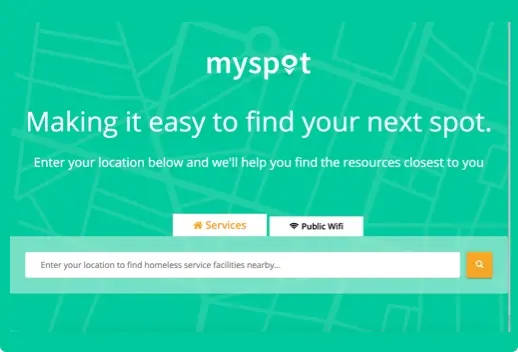 myspot
Making it easy to find your next spot.
Enter your location below and we'll help you find the resources closest to you
Services
Public Wifi
Enter your location to find homeless service facilities nearby...